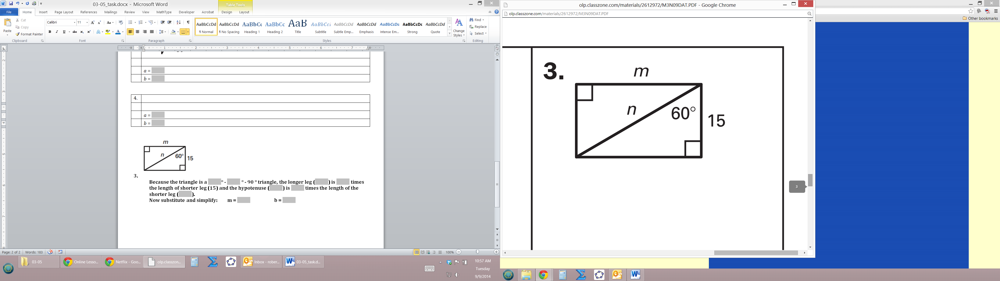 03-05_task.docx - Microsoft Word
Table Tools
File Home Insert Page Layout References Mailings Review View MathType Developer Acrobat Design Layout
Paste
Cut
Copy
Format Painter
Calibri 11
AaBbCcDd AaBbCcDd AaBbCc AaBbCc AaB AaBbCcI AaBbCcDd AaBbCcDd AaBbCcDc AaBbCcDc AaBbCcDd
¶ Normal ¶ No Spacing Heading 1 Heading 2 Title Subtitle Subtle Emp... Emphasis Intense Em... Strong Quote
Change Styles
Find
Replace
Select
Clipboard Font Paragraph Styles Editing
a =
b =
4.
a =
b =
m
n 60° 15
3.
Because the triangle is a ° - ° - 90 ° triangle, the longer leg ( ) is times
the length of shorter leg (15) and the hypotenuse ( ) is times the length of the
shorter leg ( ).
Now substitute and simplify: m = b =
Page: 2 of 2 Words: 183 100%
03-05 Online Lesso... Netflix - Goo... olp.classzon... Inbox - rober... 03-05_task.d...
10:57 AM
Tuesday
9/9/2014
olp.classzone.com/materials/2612972/M3N09DAT.PDF - Google Chrome
olp.classzone.com/materials/2612972/M3N09DAT.PDF
Other bookmarks
3.
m
n
60°
15
3